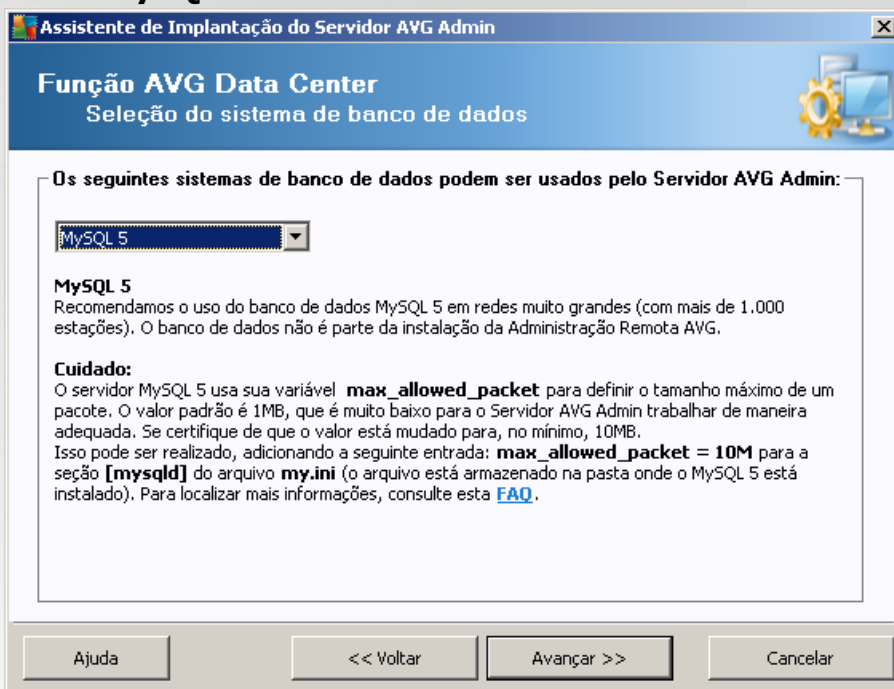 Assistente de Implantação do Servidor AVG Admin
Função AVG Data Center
Seleção do sistema de banco de dados
Os seguintes sistemas de banco de dados podem ser usados pelo Servidor AVG Admin:
MySQL 5
MySQL 5
Recomendamos o uso do banco de dados MySQL 5 em redes muito grandes (com mais de 1.000
estações). O banco de dados não é parte da instalação da Administração Remota AVG.
Cuidado:
O servidor MySQL 5 usa sua variável max_allowed_packet para definir o tamanho máximo de um
pacote. O valor padrão é 1MB, que é muito baixo para o Servidor AVG Admin trabalhar de maneira
adequada. Se certifique de que o valor está mudado para, no mínimo, 10MB.
Isso pode ser realizado, adicionando a seguinte entrada: max_allowed_packet = 10M para a
seção [mysqld] do arquivo my.ini (o arquivo está armazenado na pasta onde o MySQL 5 está
instalado). Para localizar mais informações, consulte esta FAQ.
Ajuda
<< Voltar
Avançar >>
Cancelar